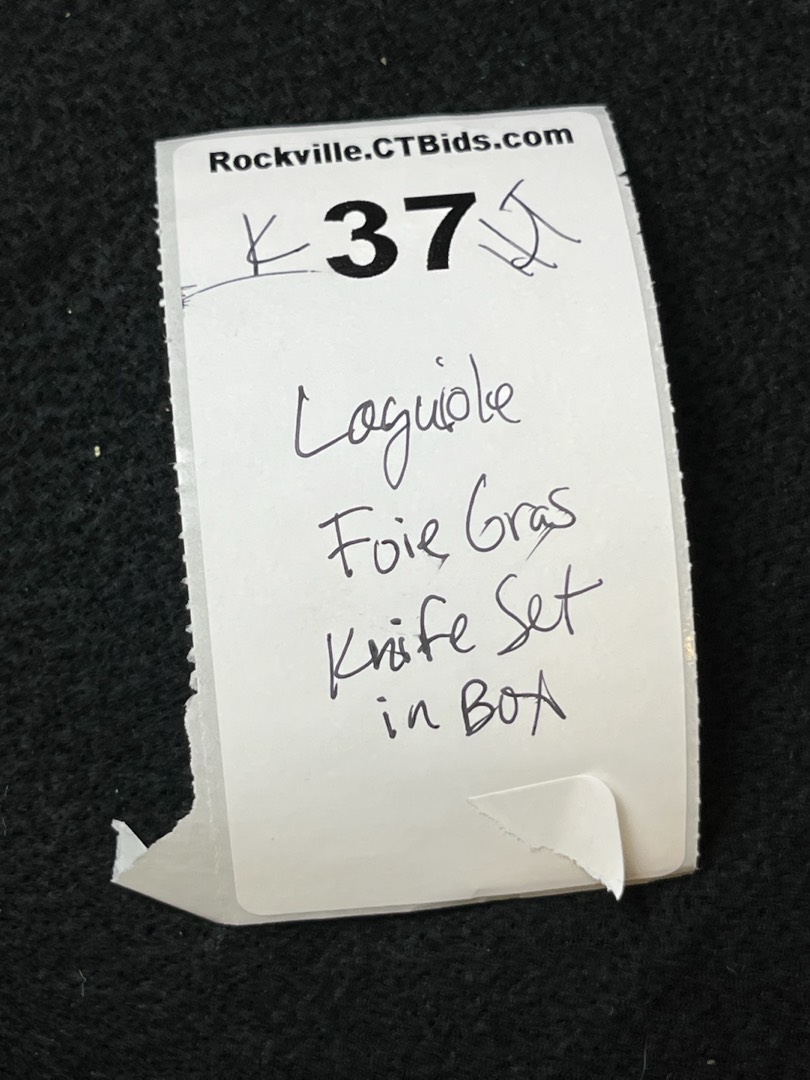 Rockville.CTBids.com
K 37
Laguiole
Foie Gras
Knife Set
in Box